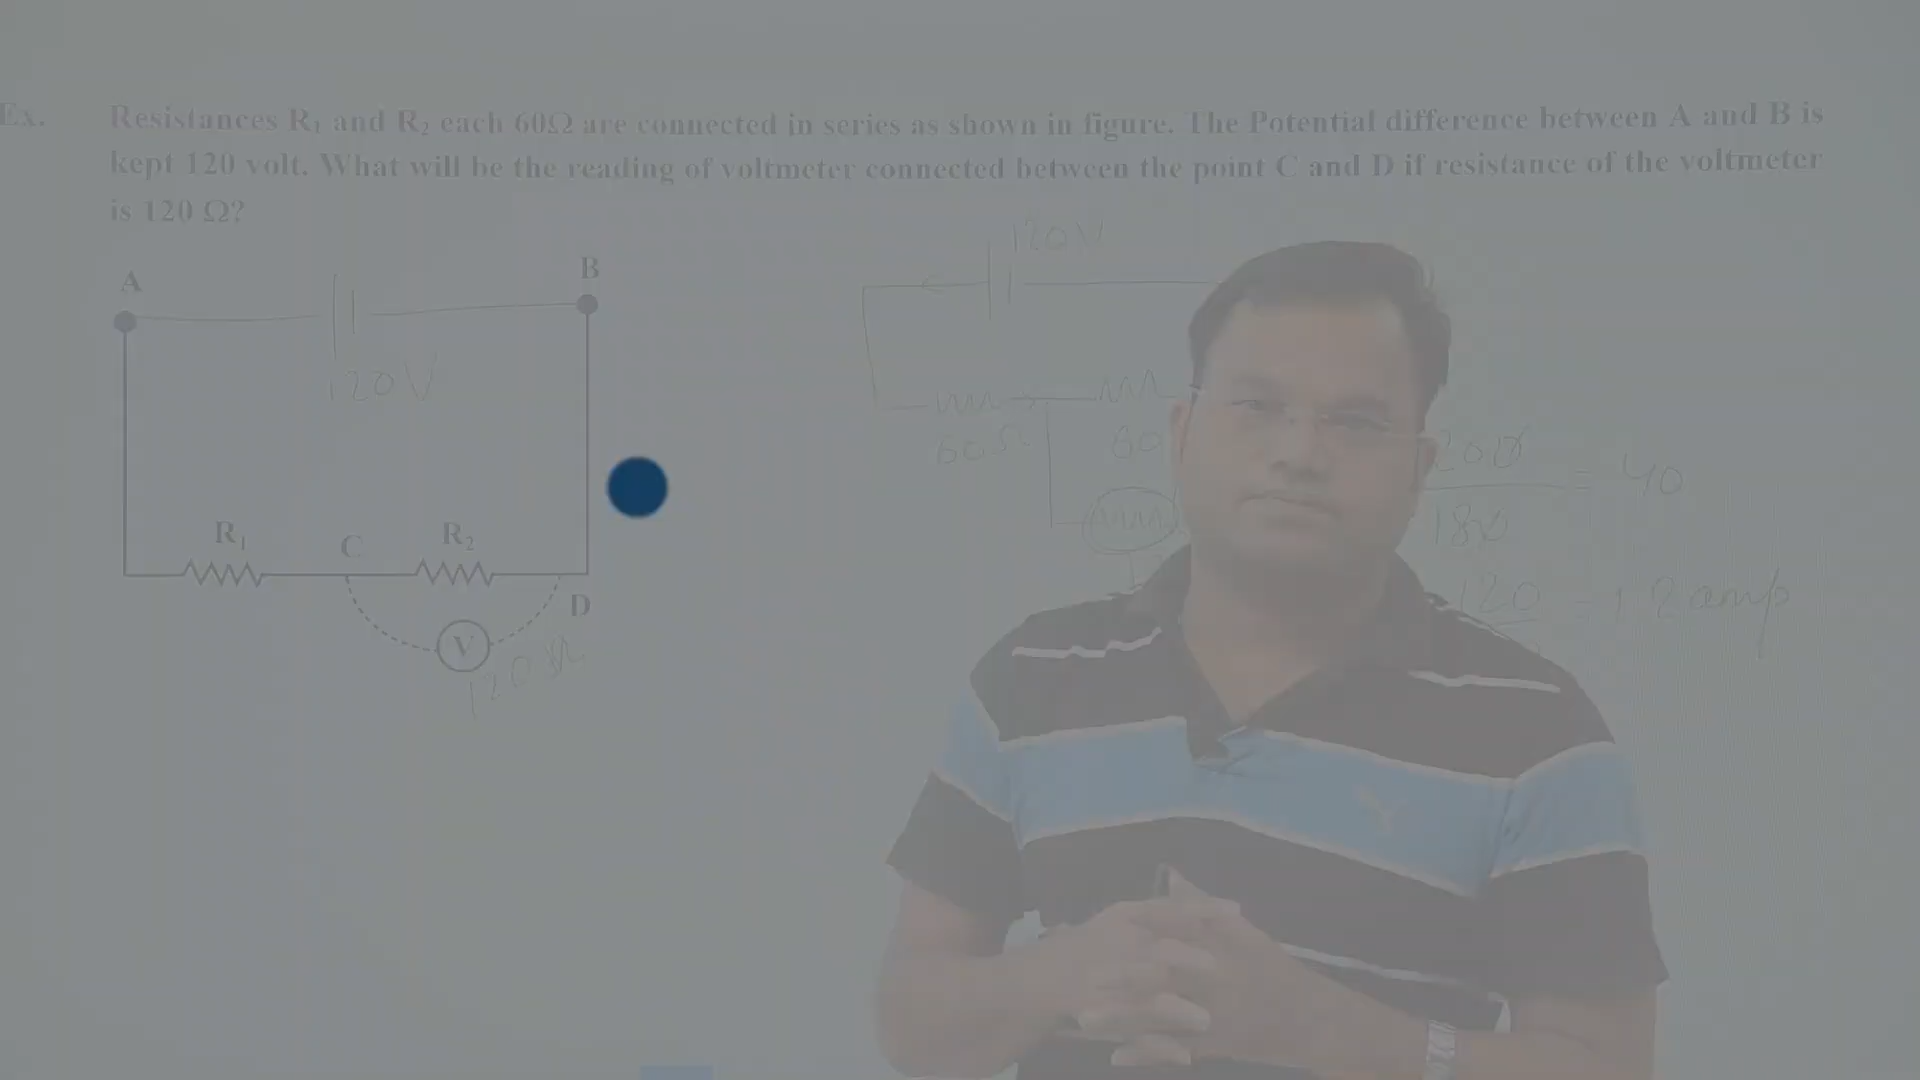 Ex. Resistances R₁ and R₂ each 60Ω are connected in series as shown in figure. The Potential difference between A and B is
kept 120 volt. What will be the reading of voltmeter connected between the point C and D if resistance of the voltmeter
is 120 Ω?
A
B
120V
R₁
C
R₂
D
V
120Ω
120V
60Ω
60
= 40
180
120 = 1.2 amp